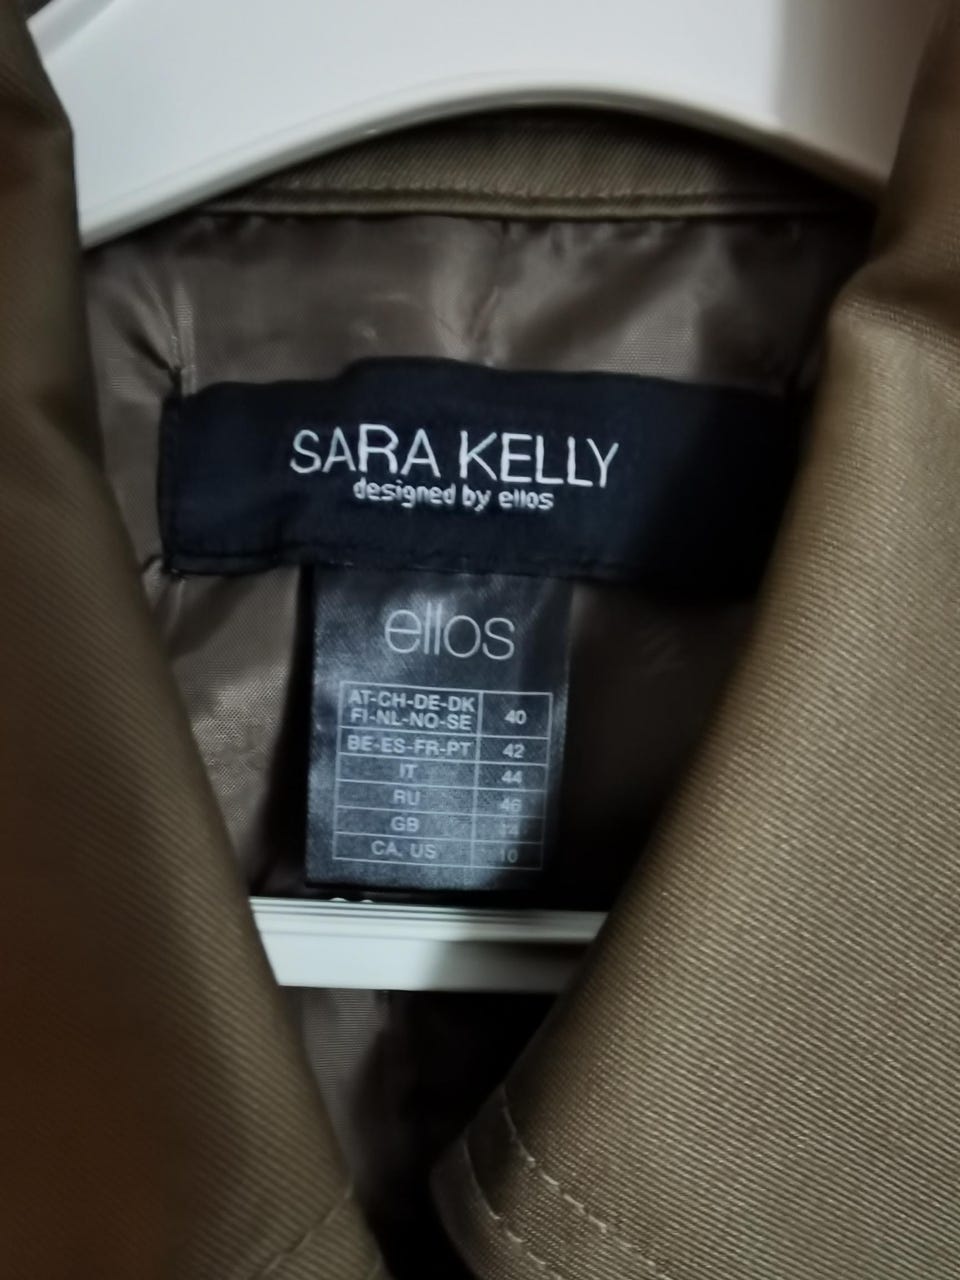 SARA KELLY
designed by ellos
ellos
AT-CH-DE-DK
FI-NL-NO-SE 40
BE-ES-FR-PT 42
IT 44
RU 46
GB 14
CA. US 10